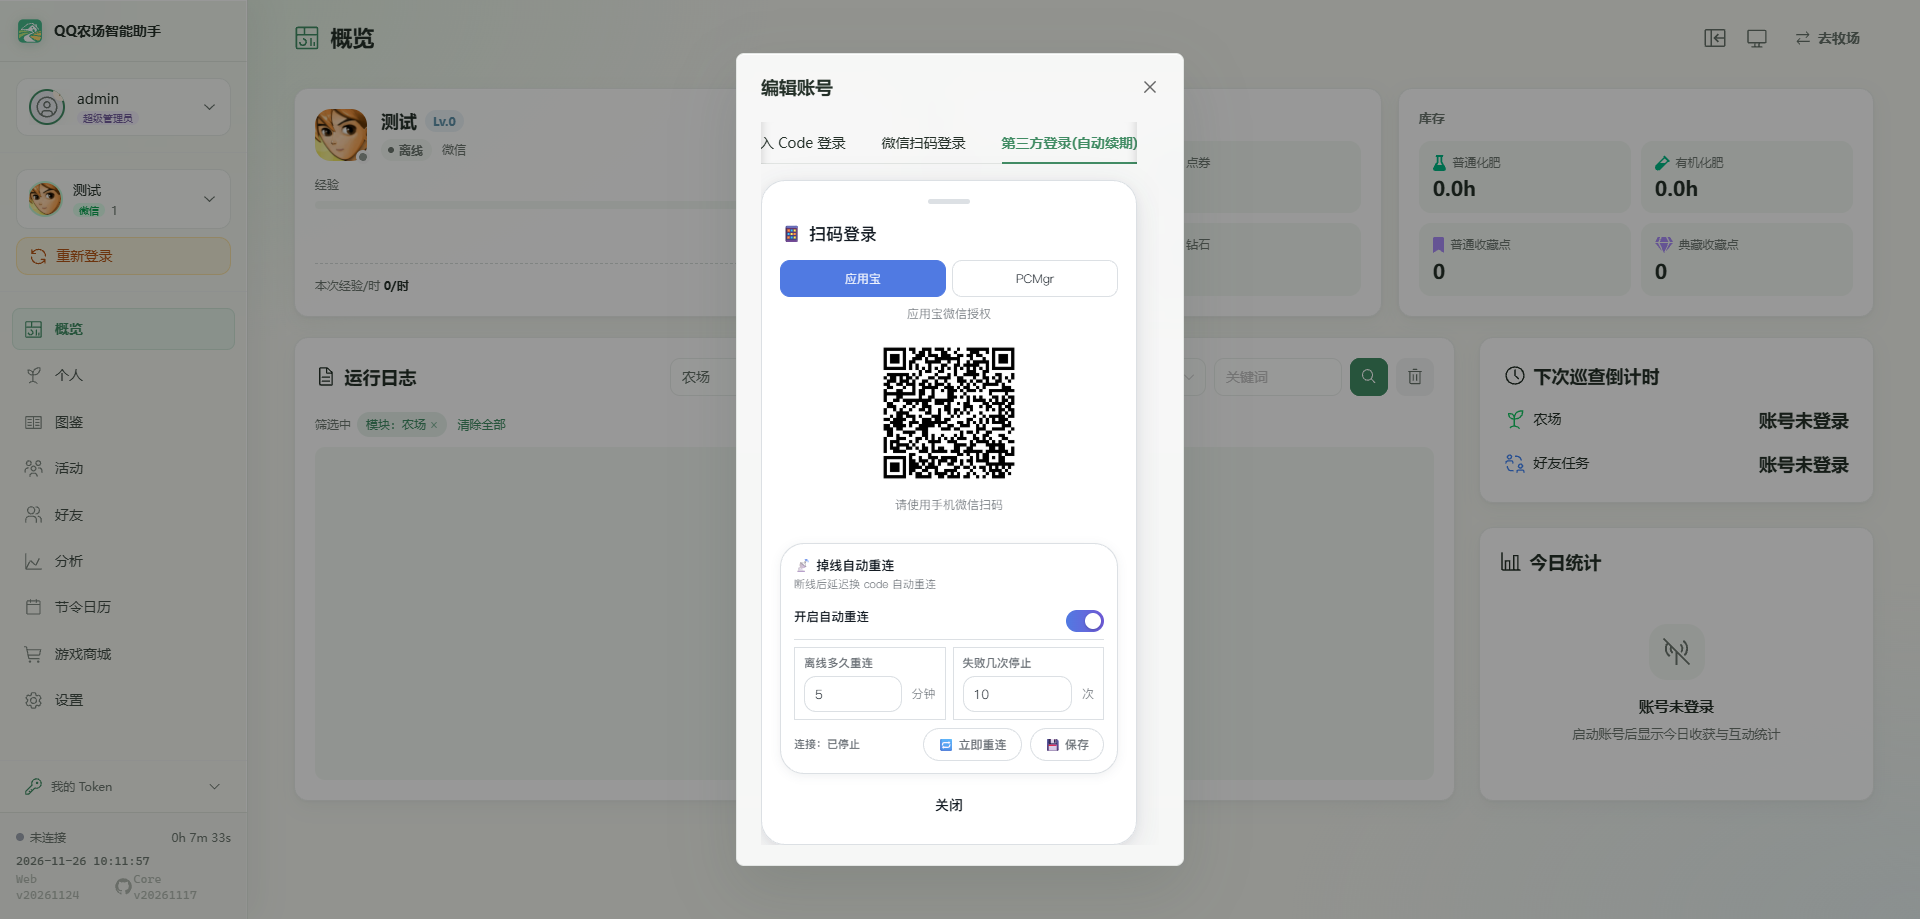 QQ农场智能助手
admin
超级管理员
测试
微信 1
重新登录
概览
个人
图鉴
活动
好友
分析
节令日历
游戏商城
设置
我的 Token
未连接 0h 7m 33s
2026-11-26 10:11:57
Web
v20261124
Core
v20261117
概览
去牧场
测试 Lv.0
离线 微信
经验
本次经验/时 0/时
点券
钻石
库存
普通化肥
0.0h
有机化肥
0.0h
普通收藏点
0
典藏收藏点
0
运行日志
农场
关键词
筛选中 模块：农场 × 清除全部
下次巡查倒计时
农场 账号未登录
好友任务 账号未登录
今日统计
账号未登录
启动账号后显示今日收获与互动统计
编辑账号
入 Code 登录 微信扫码登录 第三方登录(自动续期)
扫码登录
应用宝 PCMgr
应用宝微信授权
请使用手机微信扫码
掉线自动重连
断线后延迟换 code 自动重连
开启自动重连
离线多久重连
5 分钟
失败几次停止
10 次
连接：已停止 立即重连 保存
关闭